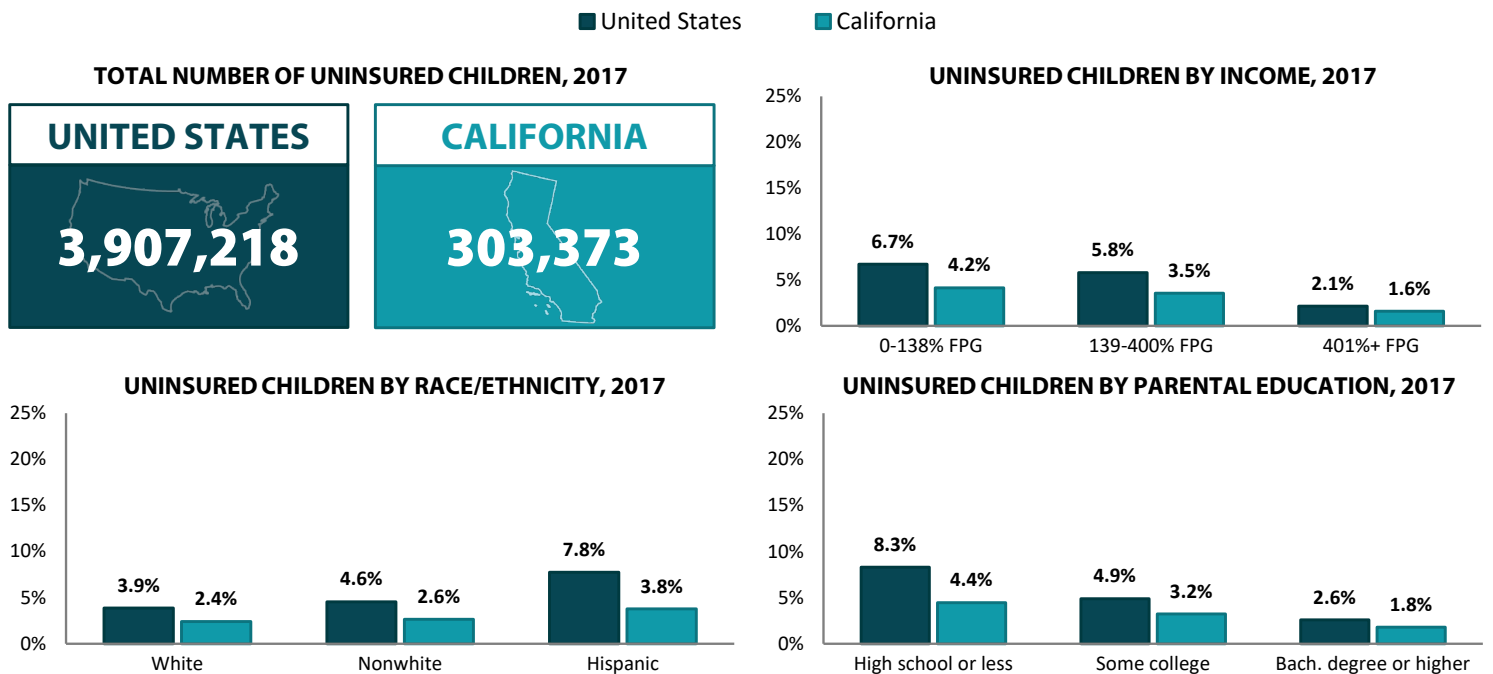 United States California
TOTAL NUMBER OF UNINSURED CHILDREN, 2017
UNITED STATES
3,907,218
CALIFORNIA
303,373
UNINSURED CHILDREN BY INCOME, 2017
25%
20%
15%
10%
5%
0%
6.7% 4.2% 5.8% 3.5% 2.1% 1.6%
0-138% FPG 139-400% FPG 401%+ FPG
UNINSURED CHILDREN BY RACE/ETHNICITY, 2017
25%
20%
15%
10%
5%
0%
3.9% 2.4% 4.6% 2.6% 7.8% 3.8%
White Nonwhite Hispanic
UNINSURED CHILDREN BY PARENTAL EDUCATION, 2017
25%
20%
15%
10%
5%
0%
8.3% 4.4% 4.9% 3.2% 2.6% 1.8%
High school or less Some college Bach. degree or higher